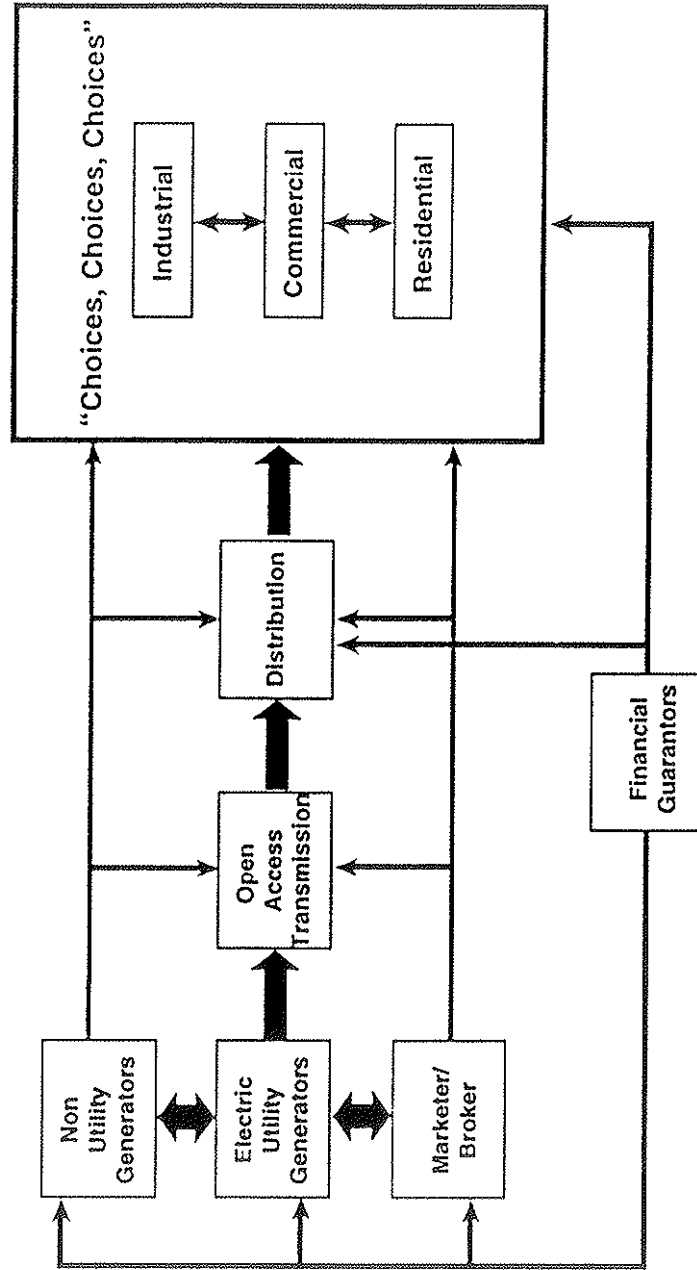 Non
Utility
Generators
Electric
Utility
Generators
Marketer/
Broker
Open
Access
Transmission
Distribution
Financial
Guarantors
“Choices, Choices, Choices”
Industrial
Commercial
Residential